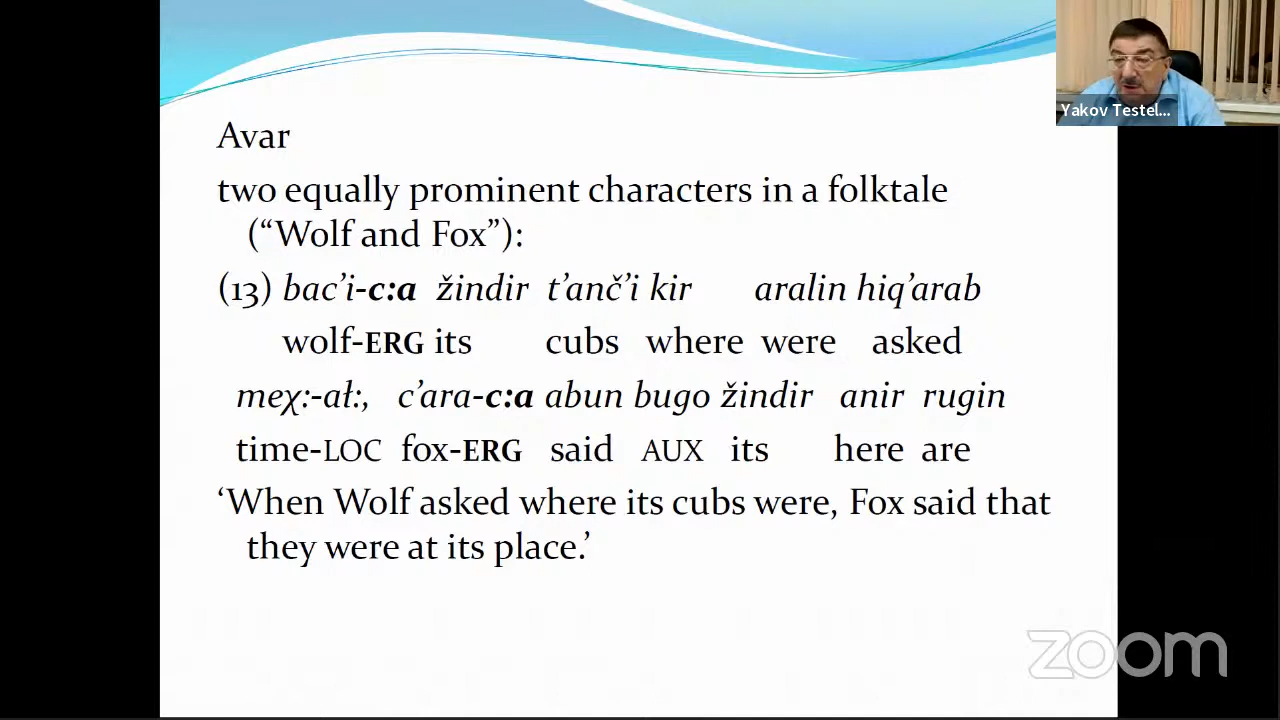 Yakov Testel...
Avar
two equally prominent characters in a folktale
(“Wolf and Fox”):
(13) bac’i-c:a žindir t’anč’i kir aralin hiq’arab
wolf-ERG its cubs where were asked
meχ:-ał:, c’ara-c:a abun bugo žindir anir rugin
time-LOC fox-ERG said AUX its here are
‘When Wolf asked where its cubs were, Fox said that
they were at its place.’
zoom